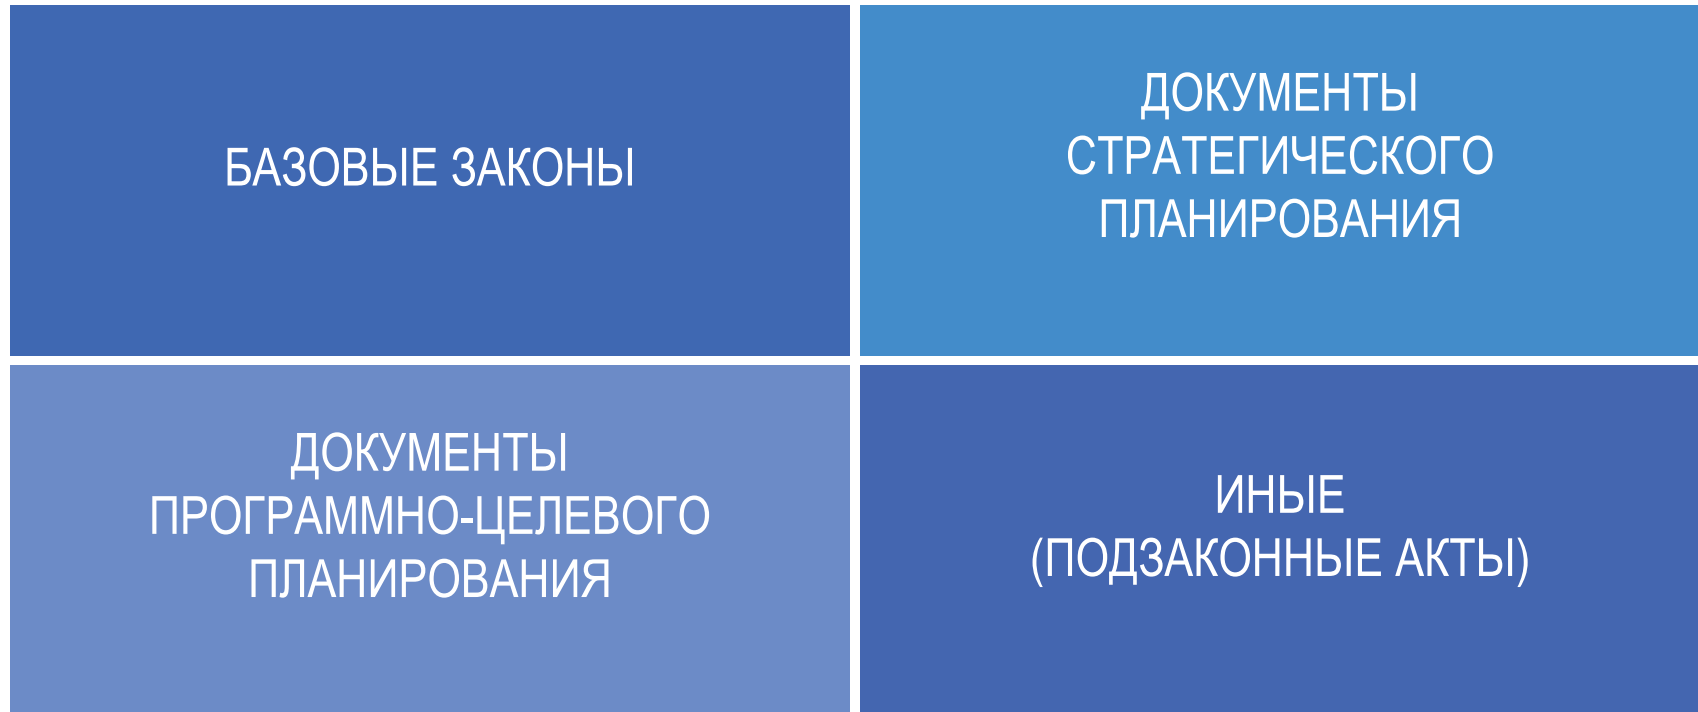 БАЗОВЫЕ ЗАКОНЫ
ДОКУМЕНТЫ
СТРАТЕГИЧЕСКОГО
ПЛАНИРОВАНИЯ
ДОКУМЕНТЫ
ПРОГРАММНО-ЦЕЛЕВОГО
ПЛАНИРОВАНИЯ
ИНЫЕ
(ПОДЗАКОННЫЕ АКТЫ)